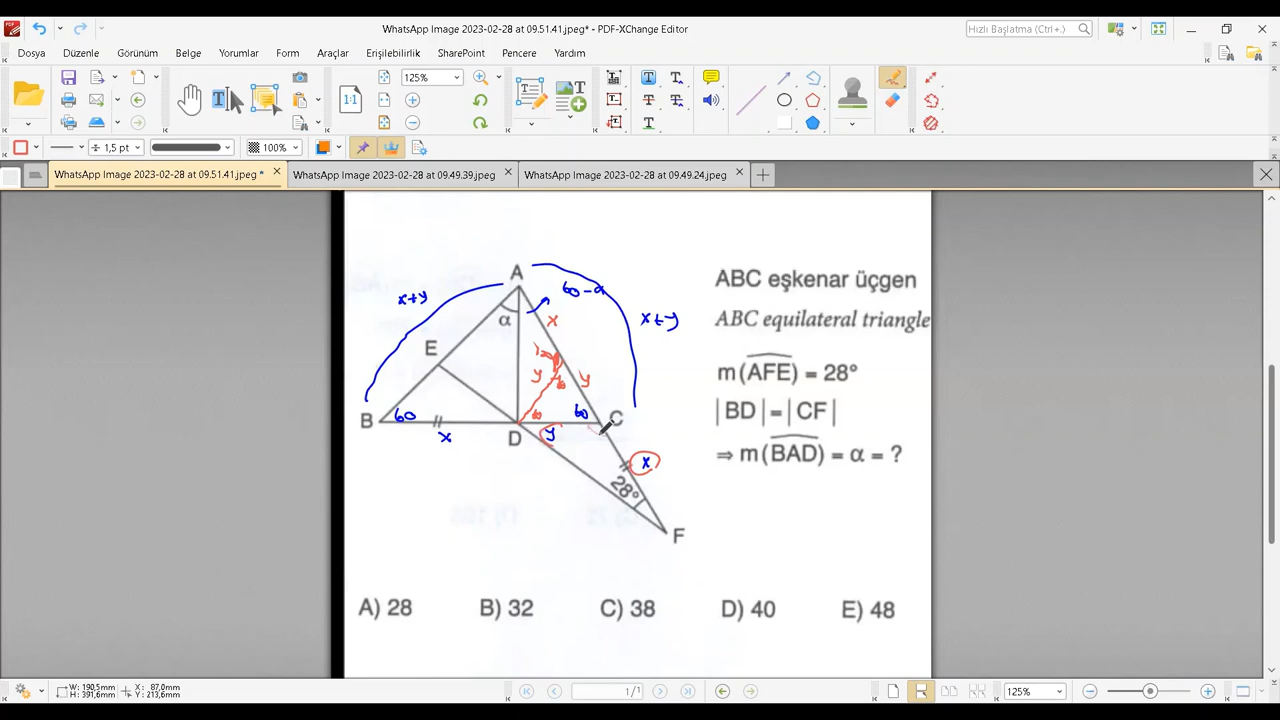 WhatsApp Image 2023-02-28 at 09.51.41.jpeg* - PDF-XChange Editor
Hızlı Başlatma (Ctrl+.)
Dosya Düzenle Görünüm Belge Yorumlar Form Araçlar Erişilebilirlik SharePoint Pencere Yardım
125%
1:1
1,5 pt
100%
WhatsApp Image 2023-02-28 at 09.51.41.jpeg *
WhatsApp Image 2023-02-28 at 09.49.39.jpeg
WhatsApp Image 2023-02-28 at 09.49.24.jpeg
A
60-α
x+y
α
x
x+y
E
y
y
60
B
60
60
60
C
x
D
y
x
28°
F
ABC eşkenar üçgen
ABC equilateral triangle
m(AFE) = 28°
|BD| = |CF|
⇒ m(BAD) = α = ?
A) 28 B) 32 C) 38 D) 40 E) 48
W: 190,5mm
H: 391,6mm
X: 87,0mm
Y: 213,6mm
1/1
125%